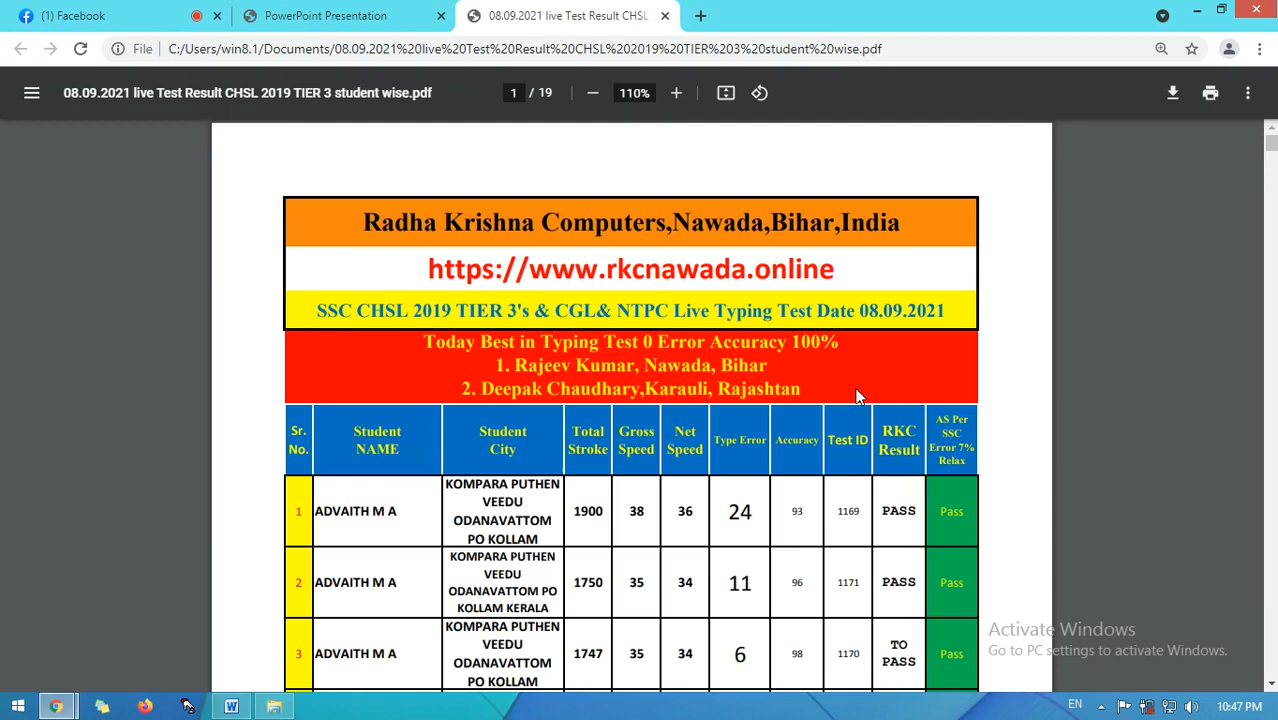 (1) Facebook
PowerPoint Presentation
08.09.2021 live Test Result CHSL
File
C:/Users/win8.1/Documents/08.09.2021%20live%20Test%20Result%20CHSL%202019%20TIER%203%20student%20wise.pdf
08.09.2021 live Test Result CHSL 2019 TIER 3 student wise.pdf
1 / 19
110%
Radha Krishna Computers,Nawada,Bihar,India
https://www.rkcnawada.online
SSC CHSL 2019 TIER 3's & CGL& NTPC Live Typing Test Date 08.09.2021
Today Best in Typing Test 0 Error Accuracy 100%
1. Rajeev Kumar, Nawada, Bihar
2. Deepak Chaudhary,Karauli, Rajashtan
Sr. No.
Student NAME
Student City
Total Stroke
Gross Speed
Net Speed
Type Error
Accuracy
Test ID
RKC Result
AS Per SSC Error 7% Relax
1
ADVAITH M A
KOMPARA PUTHEN
VEEDU
ODANAVATTOM
PO KOLLAM
1900
38
36
24
93
1169
PASS
Pass
2
ADVAITH M A
KOMPARA PUTHEN
VEEDU
ODANAVATTOM PO
KOLLAM KERALA
1750
35
34
11
96
1171
PASS
Pass
3
ADVAITH M A
KOMPARA PUTHEN
VEEDU
ODANAVATTOM
PO KOLLAM
1747
35
34
6
98
1170
TO
PASS
Pass
Activate Windows
Go to PC settings to activate Windows.
EN
10:47 PM